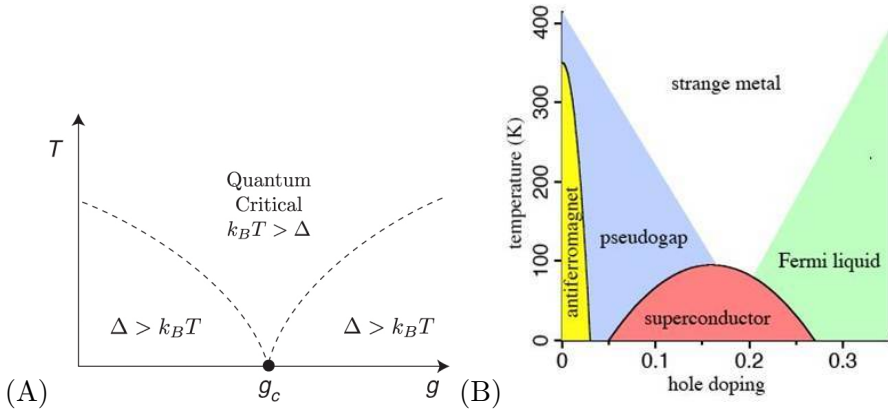 T
Quantum
Critical
k_BT > Δ
Δ > k_BT
Δ > k_BT
g_c
g
(A)
400
300
200
100
0
temperature (K)
strange metal
antiferromagnet
pseudogap
Fermi liquid
superconductor
0
0.1
0.2
0.3
hole doping
(B)